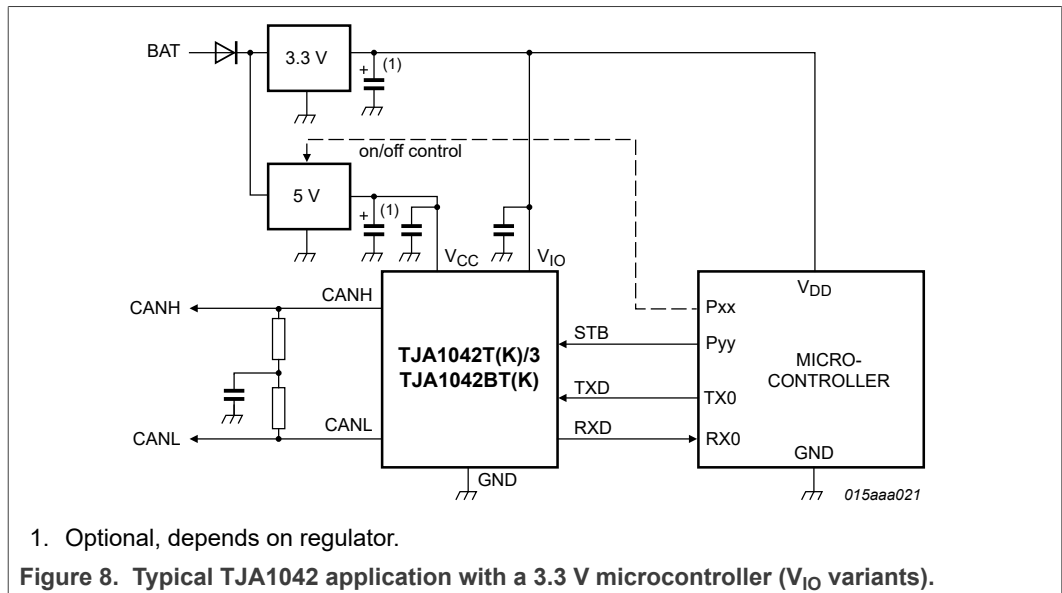 BAT
3.3 V
+
(1)
on/off control
5 V
+
(1)
VCC
VIO
VDD
CANH
CANH
Pxx
STB
Pyy
TJA1042T(K)/3
TJA1042BT(K)
MICRO-
CONTROLLER
TXD
TX0
CANL
CANL
RXD
RX0
GND
GND
015aaa021
1. Optional, depends on regulator.
Figure 8. Typical TJA1042 application with a 3.3 V microcontroller (VIO variants).